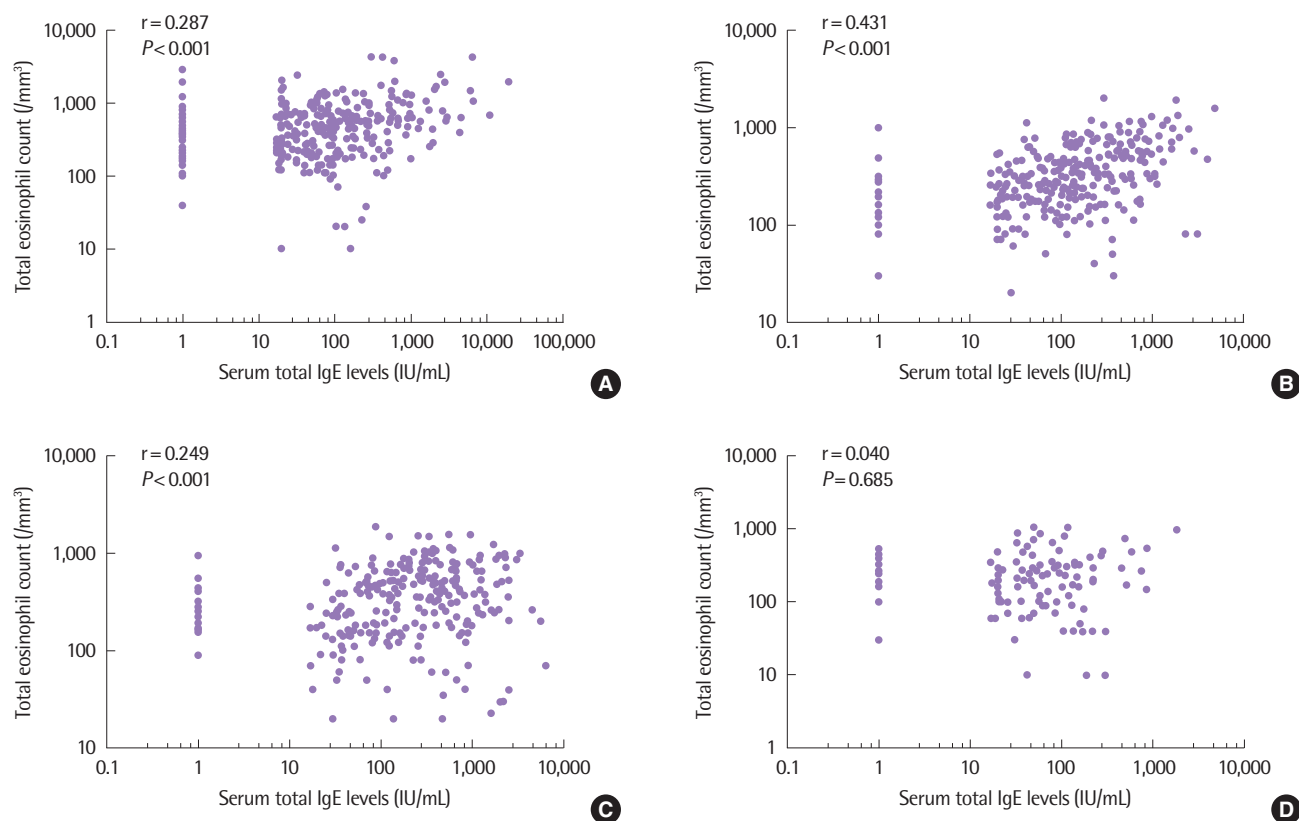 r = 0.287
P < 0.001
10,000
1,000
100
10
1
Total eosinophil count (/mm³)
0.1 1 10 100 1,000 10,000 100,000
Serum total IgE levels (IU/mL)
A
r = 0.431
P < 0.001
10,000
1,000
100
10
Total eosinophil count (/mm³)
0.1 1 10 100 1,000 10,000
Serum total IgE levels (IU/mL)
B
r = 0.249
P < 0.001
10,000
1,000
100
10
Total eosinophil count (/mm³)
0.1 1 10 100 1,000 10,000
Serum total IgE levels (IU/mL)
C
r = 0.040
P = 0.685
10,000
1,000
100
10
1
Total eosinophil count (/mm³)
0.1 1 10 100 1,000 10,000
Serum total IgE levels (IU/mL)
D